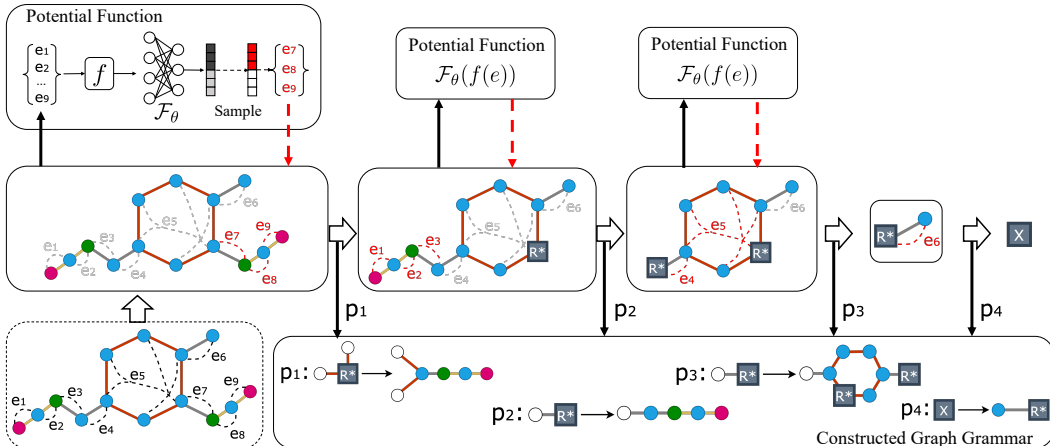 Potential Function
e1
e2
...
e9
f
𝓕θ
Sample
e7
e8
e9
Potential Function
𝓕θ(f(e))
Potential Function
𝓕θ(f(e))
e1
e2
e3
e4
e5
e6
e7
e8
e9
e1
e2
e3
e4
e5
e6
R*
R*
e4
e5
e6
R*
R*
e6
X
p1
p2
p3
p4
e1
e2
e3
e4
e5
e6
e7
e8
e9
p1:
R*
p2:
R*
p3:
R*
R*
R*
p4:
X
R*
Constructed Graph Grammar